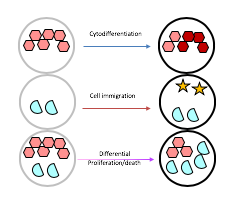 Cytodifferentiation
Cell immigration
Differential
Proliferation/death